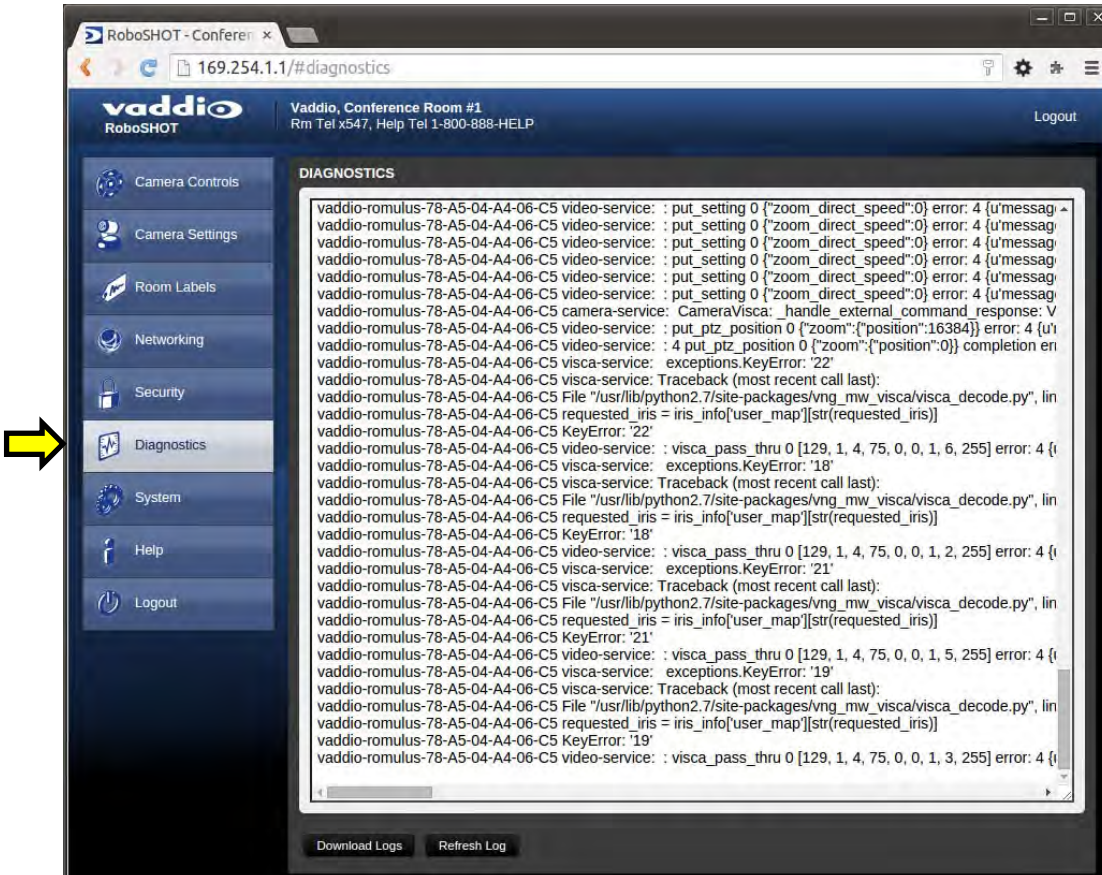 RoboSHOT - Conferen
169.254.1.1/#diagnostics
vaddio
RoboSHOT
Vaddio, Conference Room #1
Rm Tel x547, Help Tel 1-800-888-HELP
Logout
Camera Controls
Camera Settings
Room Labels
Networking
Security
Diagnostics
System
Help
Logout
DIAGNOSTICS
vaddio-romulus-78-A5-04-A4-06-C5 video-service: : put_setting 0 {"zoom_direct_speed":0} error: 4 {u'messag
vaddio-romulus-78-A5-04-A4-06-C5 video-service: : put_setting 0 {"zoom_direct_speed":0} error: 4 {u'messag
vaddio-romulus-78-A5-04-A4-06-C5 video-service: : put_setting 0 {"zoom_direct_speed":0} error: 4 {u'messag
vaddio-romulus-78-A5-04-A4-06-C5 video-service: : put_setting 0 {"zoom_direct_speed":0} error: 4 {u'messag
vaddio-romulus-78-A5-04-A4-06-C5 video-service: : put_setting 0 {"zoom_direct_speed":0} error: 4 {u'messag
vaddio-romulus-78-A5-04-A4-06-C5 video-service: : put_setting 0 {"zoom_direct_speed":0} error: 4 {u'messag
vaddio-romulus-78-A5-04-A4-06-C5 camera-service: CameraVisca: _handle_external_command_response: V
vaddio-romulus-78-A5-04-A4-06-C5 video-service: : put_ptz_position 0 {"zoom":{"position":16384}} error: 4 {u'
vaddio-romulus-78-A5-04-A4-06-C5 video-service: : 4 put_ptz_position 0 {"zoom":{"position":0}} completion er
vaddio-romulus-78-A5-04-A4-06-C5 visca-service: exceptions.KeyError: '22'
vaddio-romulus-78-A5-04-A4-06-C5 visca-service: Traceback (most recent call last):
vaddio-romulus-78-A5-04-A4-06-C5 File "/usr/lib/python2.7/site-packages/vng_mw_visca/visca_decode.py", lin
vaddio-romulus-78-A5-04-A4-06-C5 requested_iris = iris_info['user_map'][str(requested_iris)]
vaddio-romulus-78-A5-04-A4-06-C5 KeyError: '22'
vaddio-romulus-78-A5-04-A4-06-C5 video-service: : visca_pass_thru 0 [129, 1, 4, 75, 0, 0, 1, 6, 255] error: 4 {
vaddio-romulus-78-A5-04-A4-06-C5 visca-service: exceptions.KeyError: '18'
vaddio-romulus-78-A5-04-A4-06-C5 visca-service: Traceback (most recent call last):
vaddio-romulus-78-A5-04-A4-06-C5 File "/usr/lib/python2.7/site-packages/vng_mw_visca/visca_decode.py", lin
vaddio-romulus-78-A5-04-A4-06-C5 requested_iris = iris_info['user_map'][str(requested_iris)]
vaddio-romulus-78-A5-04-A4-06-C5 KeyError: '18'
vaddio-romulus-78-A5-04-A4-06-C5 video-service: : visca_pass_thru 0 [129, 1, 4, 75, 0, 0, 1, 2, 255] error: 4 {
vaddio-romulus-78-A5-04-A4-06-C5 visca-service: exceptions.KeyError: '21'
vaddio-romulus-78-A5-04-A4-06-C5 visca-service: Traceback (most recent call last):
vaddio-romulus-78-A5-04-A4-06-C5 File "/usr/lib/python2.7/site-packages/vng_mw_visca/visca_decode.py", lin
vaddio-romulus-78-A5-04-A4-06-C5 requested_iris = iris_info['user_map'][str(requested_iris)]
vaddio-romulus-78-A5-04-A4-06-C5 KeyError: '21'
vaddio-romulus-78-A5-04-A4-06-C5 video-service: : visca_pass_thru 0 [129, 1, 4, 75, 0, 0, 1, 5, 255] error: 4 {
vaddio-romulus-78-A5-04-A4-06-C5 visca-service: exceptions.KeyError: '19'
vaddio-romulus-78-A5-04-A4-06-C5 visca-service: Traceback (most recent call last):
vaddio-romulus-78-A5-04-A4-06-C5 File "/usr/lib/python2.7/site-packages/vng_mw_visca/visca_decode.py", lin
vaddio-romulus-78-A5-04-A4-06-C5 requested_iris = iris_info['user_map'][str(requested_iris)]
vaddio-romulus-78-A5-04-A4-06-C5 KeyError: '19'
vaddio-romulus-78-A5-04-A4-06-C5 video-service: : visca_pass_thru 0 [129, 1, 4, 75, 0, 0, 1, 3, 255] error: 4 {
Download Logs
Refresh Log